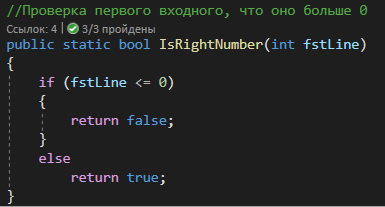 //Проверка первого входного, что оно больше 0
Ссылок: 4 | 3/3 пройдены
public static bool IsRightNumber(int fstLine)
{
    if (fstLine <= 0)
    {
        return false;
    }
    else
        return true;
}